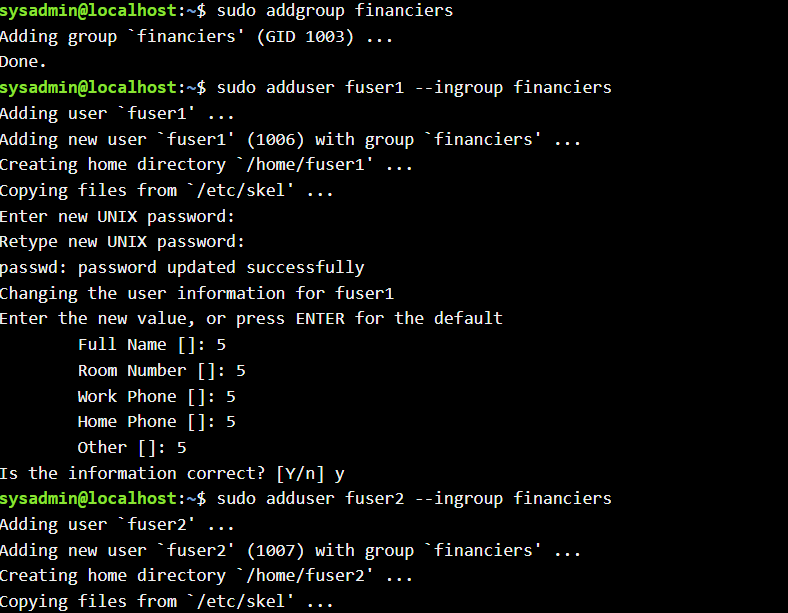 sysadmin@localhost:~$ sudo addgroup financiers
Adding group `financiers' (GID 1003) ...
Done.
sysadmin@localhost:~$ sudo adduser fuser1 --ingroup financiers
Adding user `fuser1' ...
Adding new user `fuser1' (1006) with group `financiers' ...
Creating home directory `/home/fuser1' ...
Copying files from `/etc/skel' ...
Enter new UNIX password:
Retype new UNIX password:
passwd: password updated successfully
Changing the user information for fuser1
Enter the new value, or press ENTER for the default
        Full Name []: 5
        Room Number []: 5
        Work Phone []: 5
        Home Phone []: 5
        Other []: 5
Is the information correct? [Y/n] y
sysadmin@localhost:~$ sudo adduser fuser2 --ingroup financiers
Adding user `fuser2' ...
Adding new user `fuser2' (1007) with group `financiers' ...
Creating home directory `/home/fuser2' ...
Copying files from `/etc/skel' ...